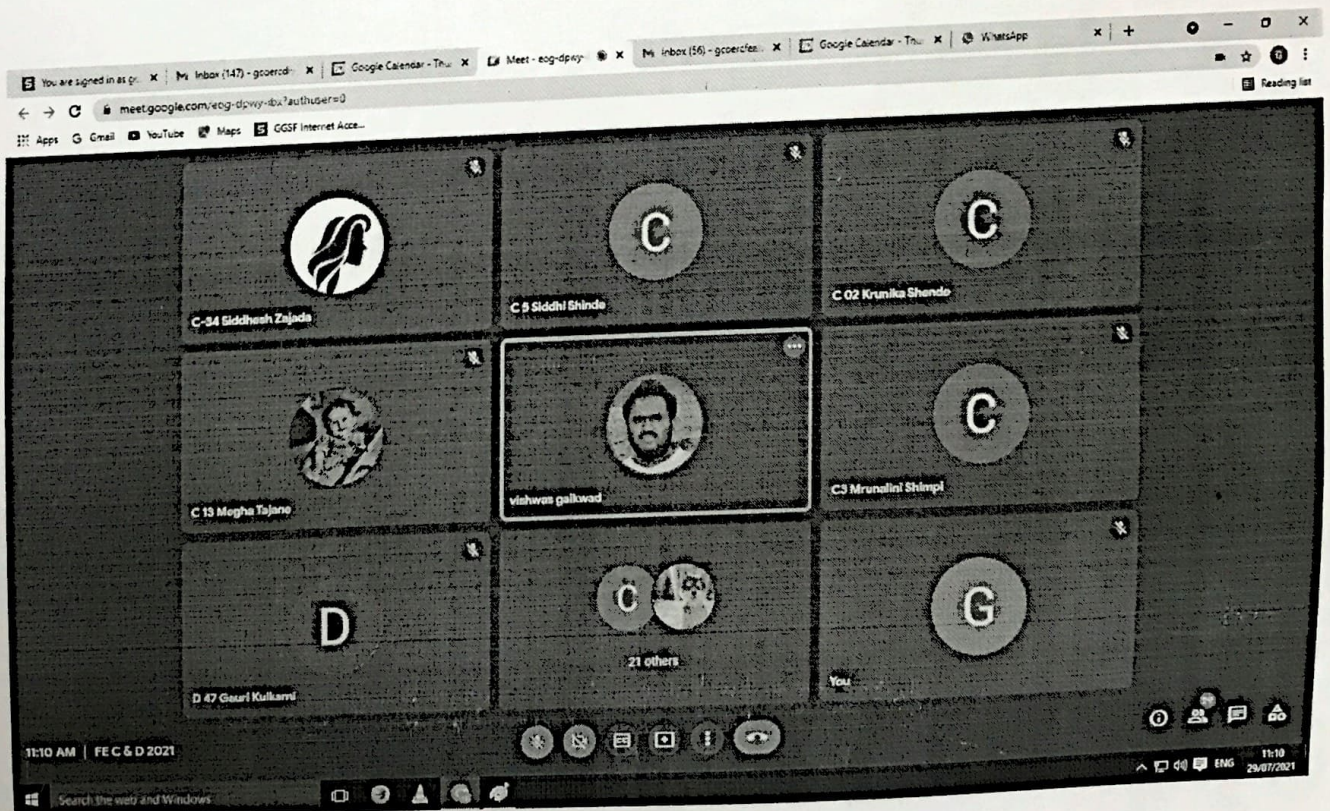 You are signed in as g
Inbox (147) - gcoercdi
Google Calendar - Thu
Meet - eog-dpwy
Inbox (56) - gcoercfe
Google Calendar - Thu
WhatsApp
meet.google.com/eog-dpwy-sbx?authuser=0
Apps Gmail YouTube Maps GGSF Internet Acce...
Reading list
C-34 Siddhesh Zajada
C
C 5 Siddhi Shinde
C
C 02 Krunika Shende
C 13 Megha Tajane
vishwas gaikwad
C
C3 Mrunalini Shimpi
D
D 47 Gauri Kulkarni
C
21 others
G
You
11:10 AM | FE C & D 2021
Search the web and Windows
ENG
11:10
29/07/2021